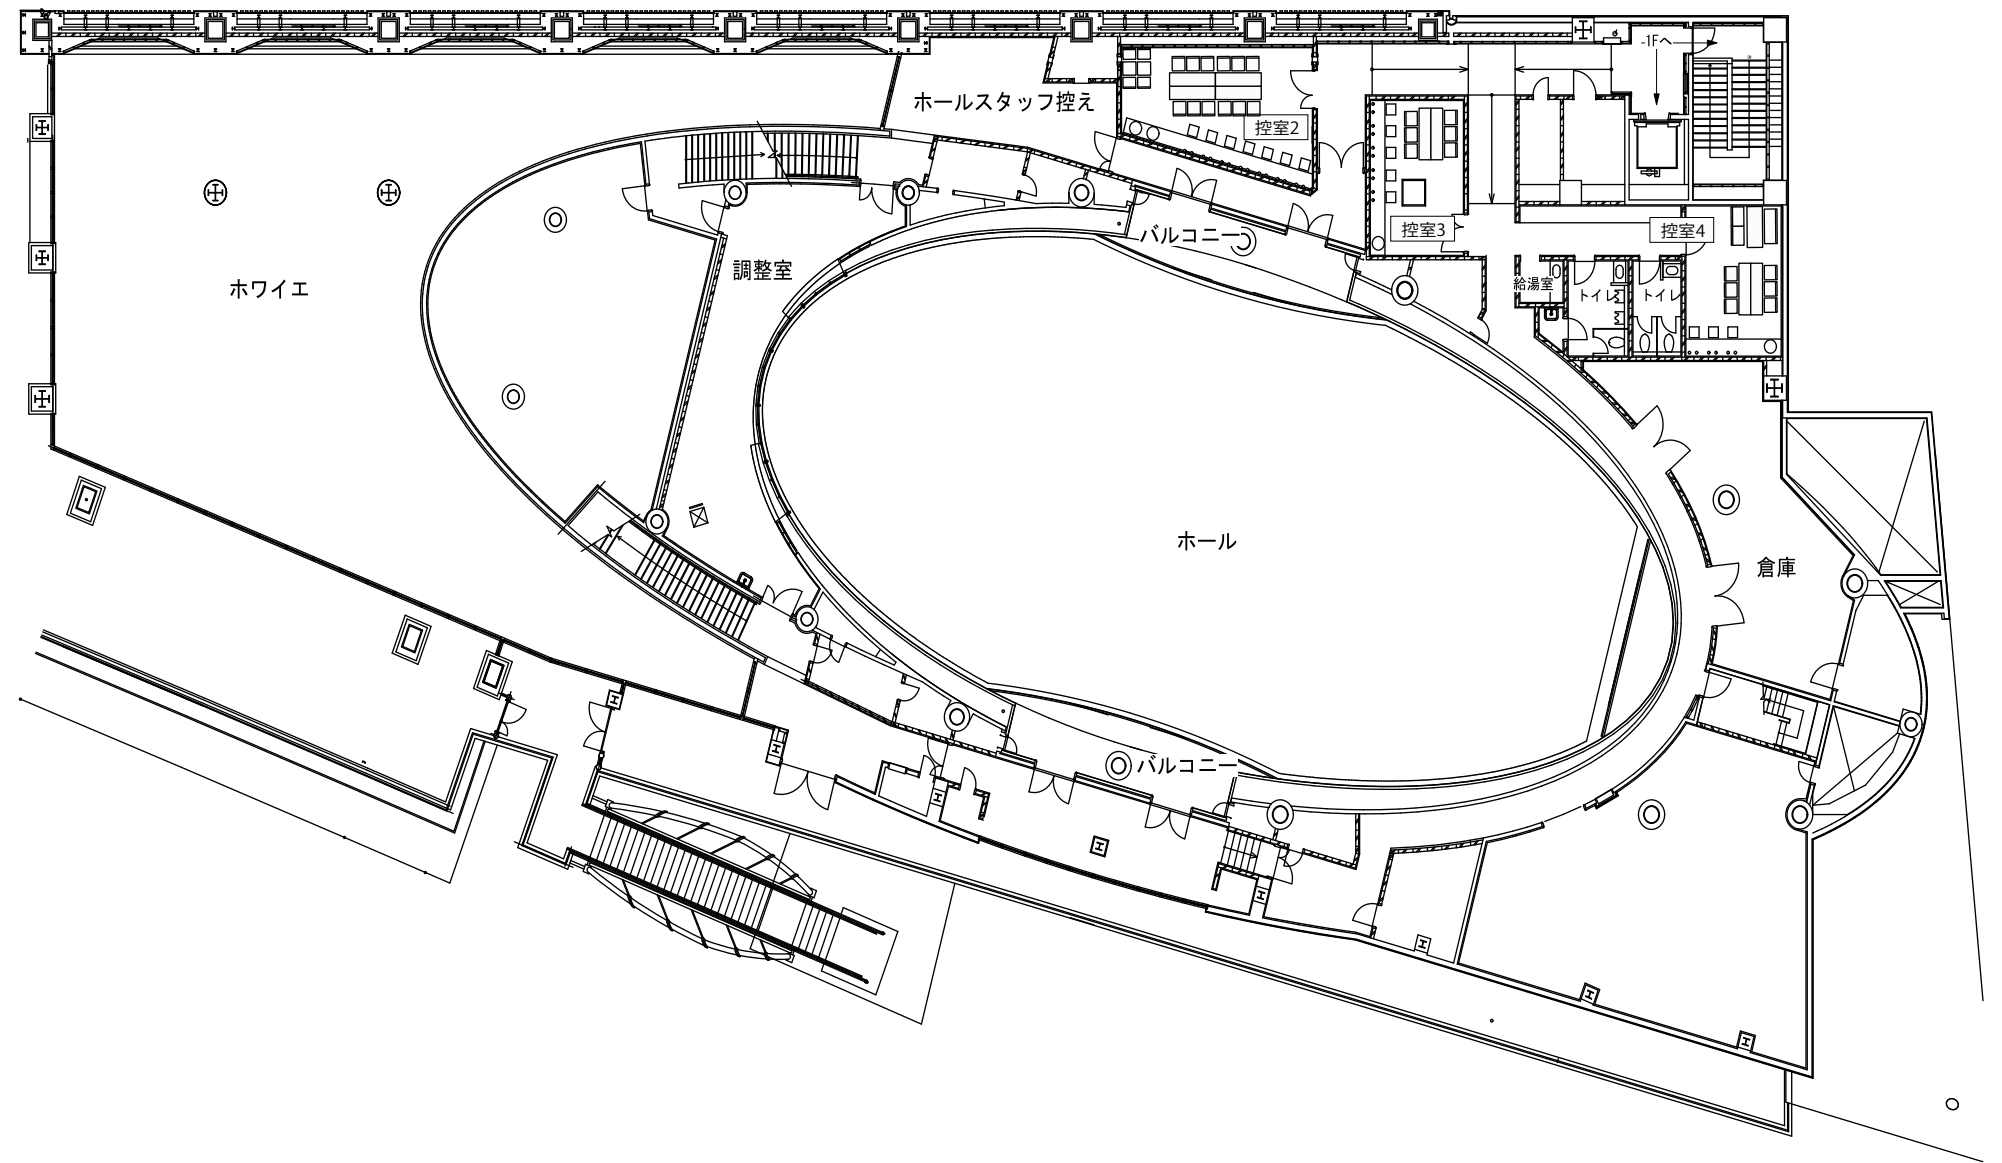 -1Fへ
ホールスタッフ控え
控室2
控室3
控室4
バルコニー
調整室
ホワイエ
給湯室
トイレ
トイレ
ホール
倉庫
バルコニー